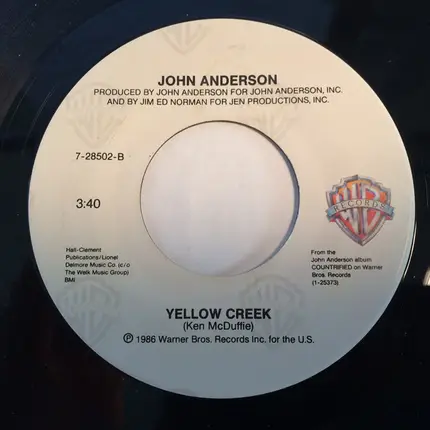 JOHN ANDERSON
PRODUCED BY JOHN ANDERSON FOR JOHN ANDERSON, INC.
AND BY JIM ED NORMAN FOR JEN PRODUCTIONS, INC.
7-28502-B
3:40
RECORDS
Hall-Clement
Publications/Lionel
Delmore Music Co. (c/o
The Welk Music Group)
BMI
From the
John Anderson album
COUNTRIFIED on Warner
Bros. Records
(1-25373)
YELLOW CREEK
(Ken McDuffie)
℗ 1986 Warner Bros. Records Inc. for the U.S.